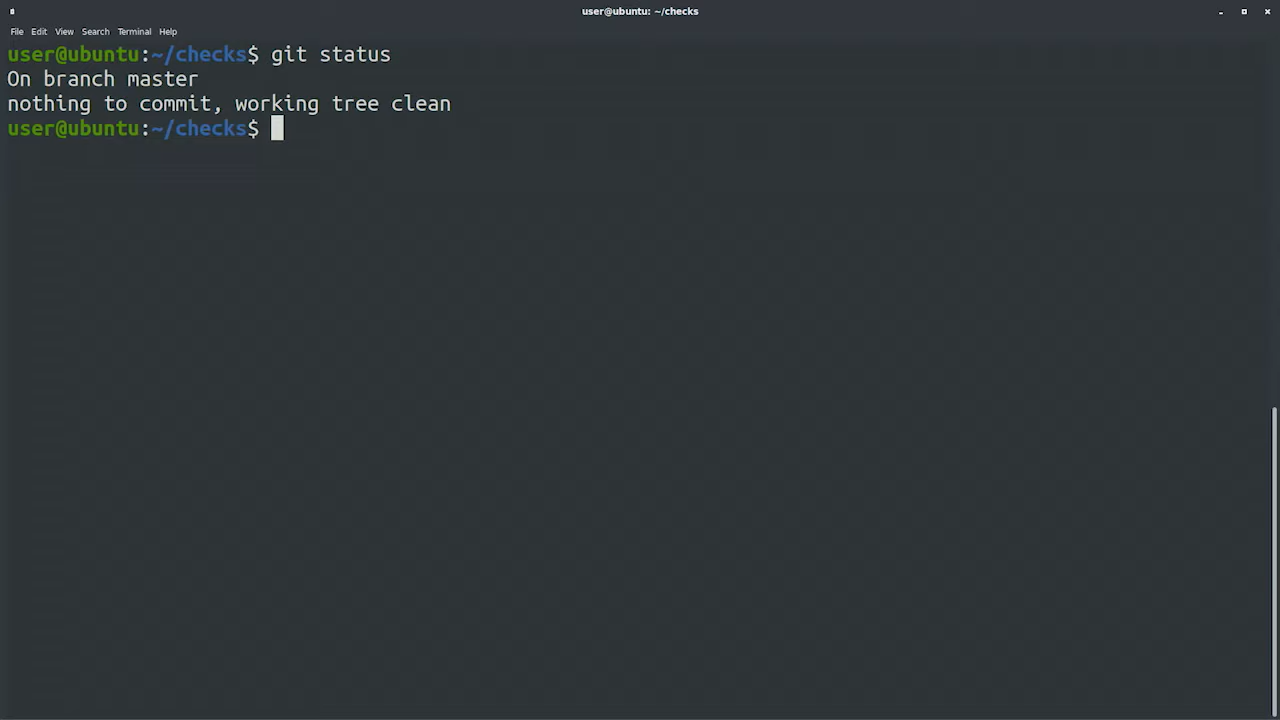 user@ubuntu: ~/checks
File Edit View Search Terminal Help
user@ubuntu:~/checks$ git status
On branch master
nothing to commit, working tree clean
user@ubuntu:~/checks$